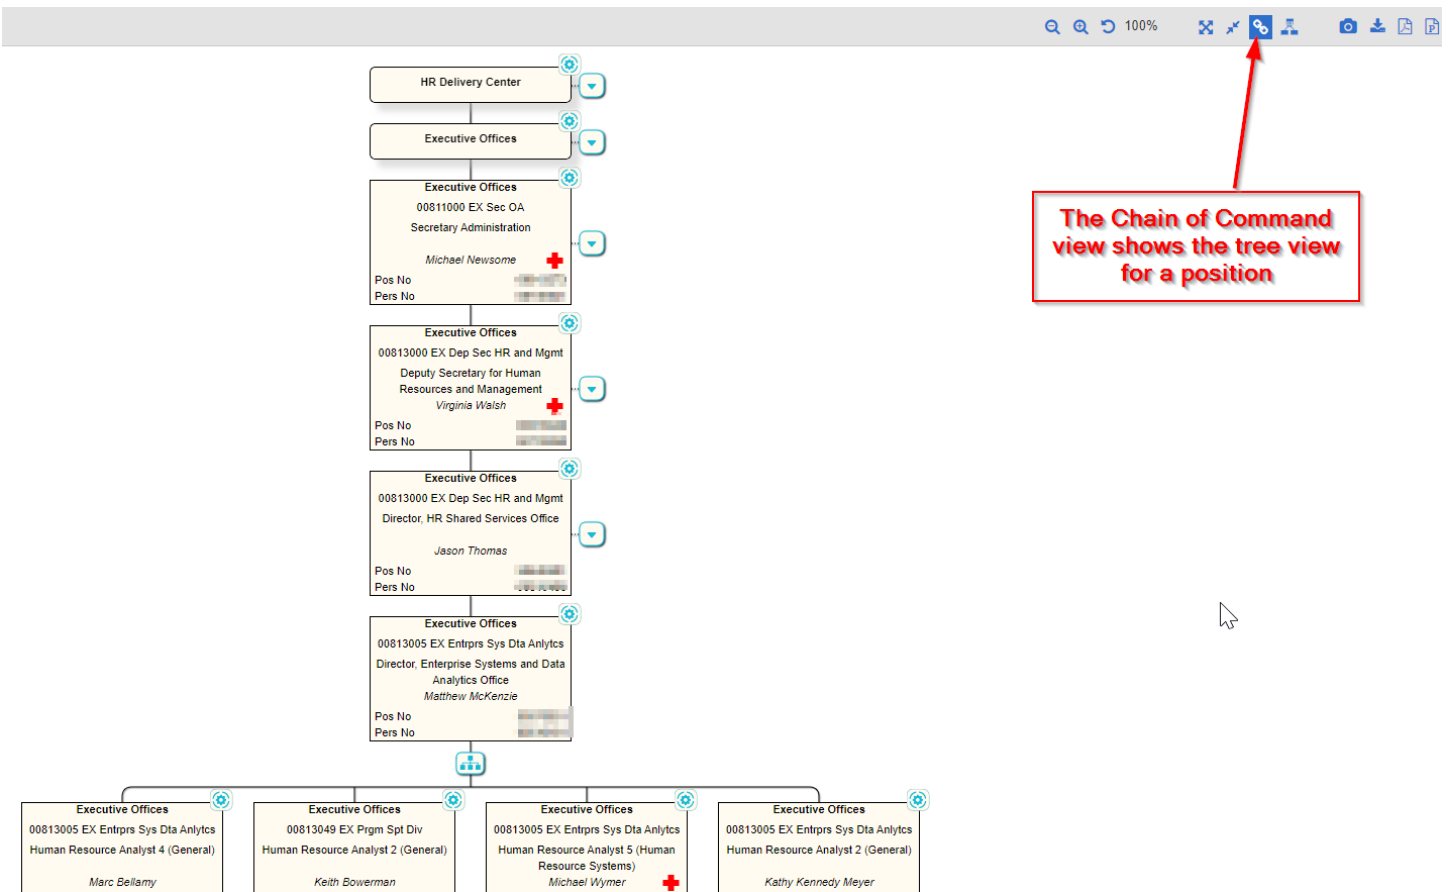 100%
HR Delivery Center
Executive Offices
Executive Offices
00811000 EX Sec OA
Secretary Administration
Michael Newsome
Pos No
Pers No
The Chain of Command
view shows the tree view
for a position
Executive Offices
00813000 EX Dep Sec HR and Mgmt
Deputy Secretary for Human
Resources and Management
Virginia Walsh
Pos No
Pers No
Executive Offices
00813000 EX Dep Sec HR and Mgmt
Director, HR Shared Services Office
Jason Thomas
Pos No
Pers No
Executive Offices
00813005 EX Entrprs Sys Dta Anlytcs
Director, Enterprise Systems and Data
Analytics Office
Matthew McKenzie
Pos No
Pers No
Executive Offices
00813005 EX Entrprs Sys Dta Anlytcs
Human Resource Analyst 4 (General)
Marc Bellamy
Executive Offices
00813049 EX Prgm Spt Div
Human Resource Analyst 2 (General)
Keith Bowerman
Executive Offices
00813005 EX Entrprs Sys Dta Anlytcs
Human Resource Analyst 5 (Human
Resource Systems)
Michael Wymer
Executive Offices
00813005 EX Entrprs Sys Dta Anlytcs
Human Resource Analyst 2 (General)
Kathy Kennedy Meyer